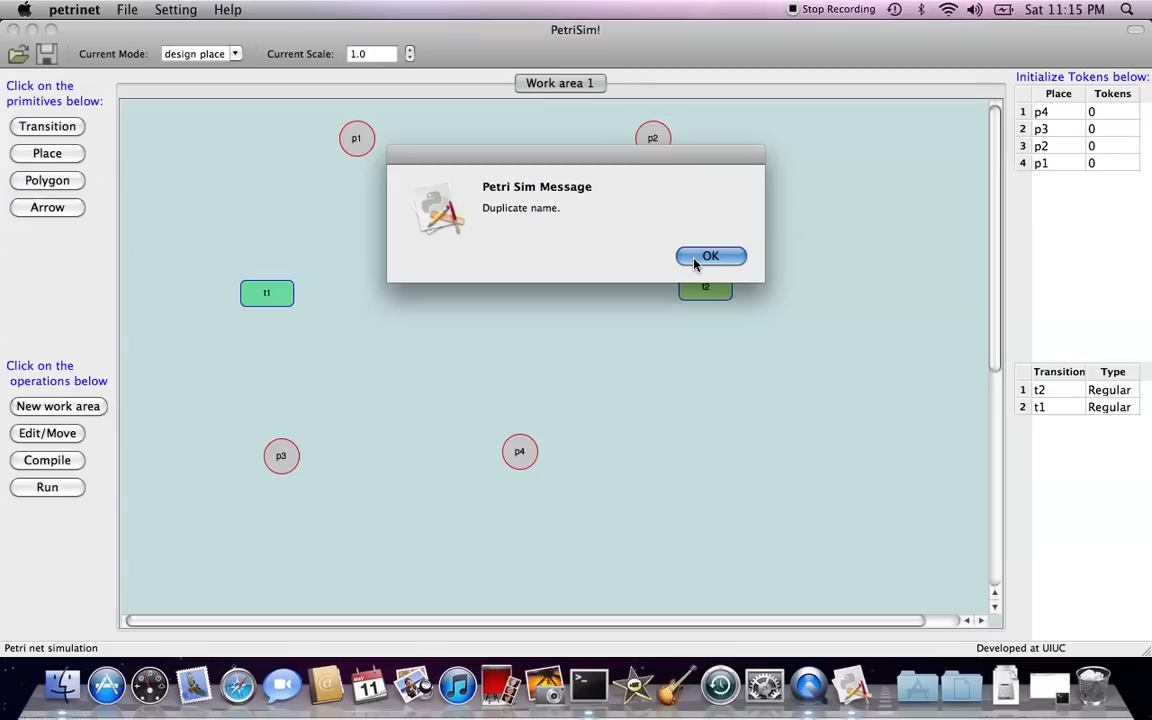 petrinet File Setting Help Stop Recording Sat 11:15 PM
PetriSim!
Current Mode: design place Current Scale: 1.0
Click on the
primitives below:
Transition
Place
Polygon
Arrow
Click on the
operations below
New work area
Edit/Move
Compile
Run
Work area 1
p1
p2
Petri Sim Message
Duplicate name.
OK
t1
t2
p3
p4
Initialize Tokens below:
Place Tokens
1 p4 0
2 p3 0
3 p2 0
4 p1 0
Transition Type
1 t2 Regular
2 t1 Regular
Petri net simulation
Developed at UIUC
MAY
11